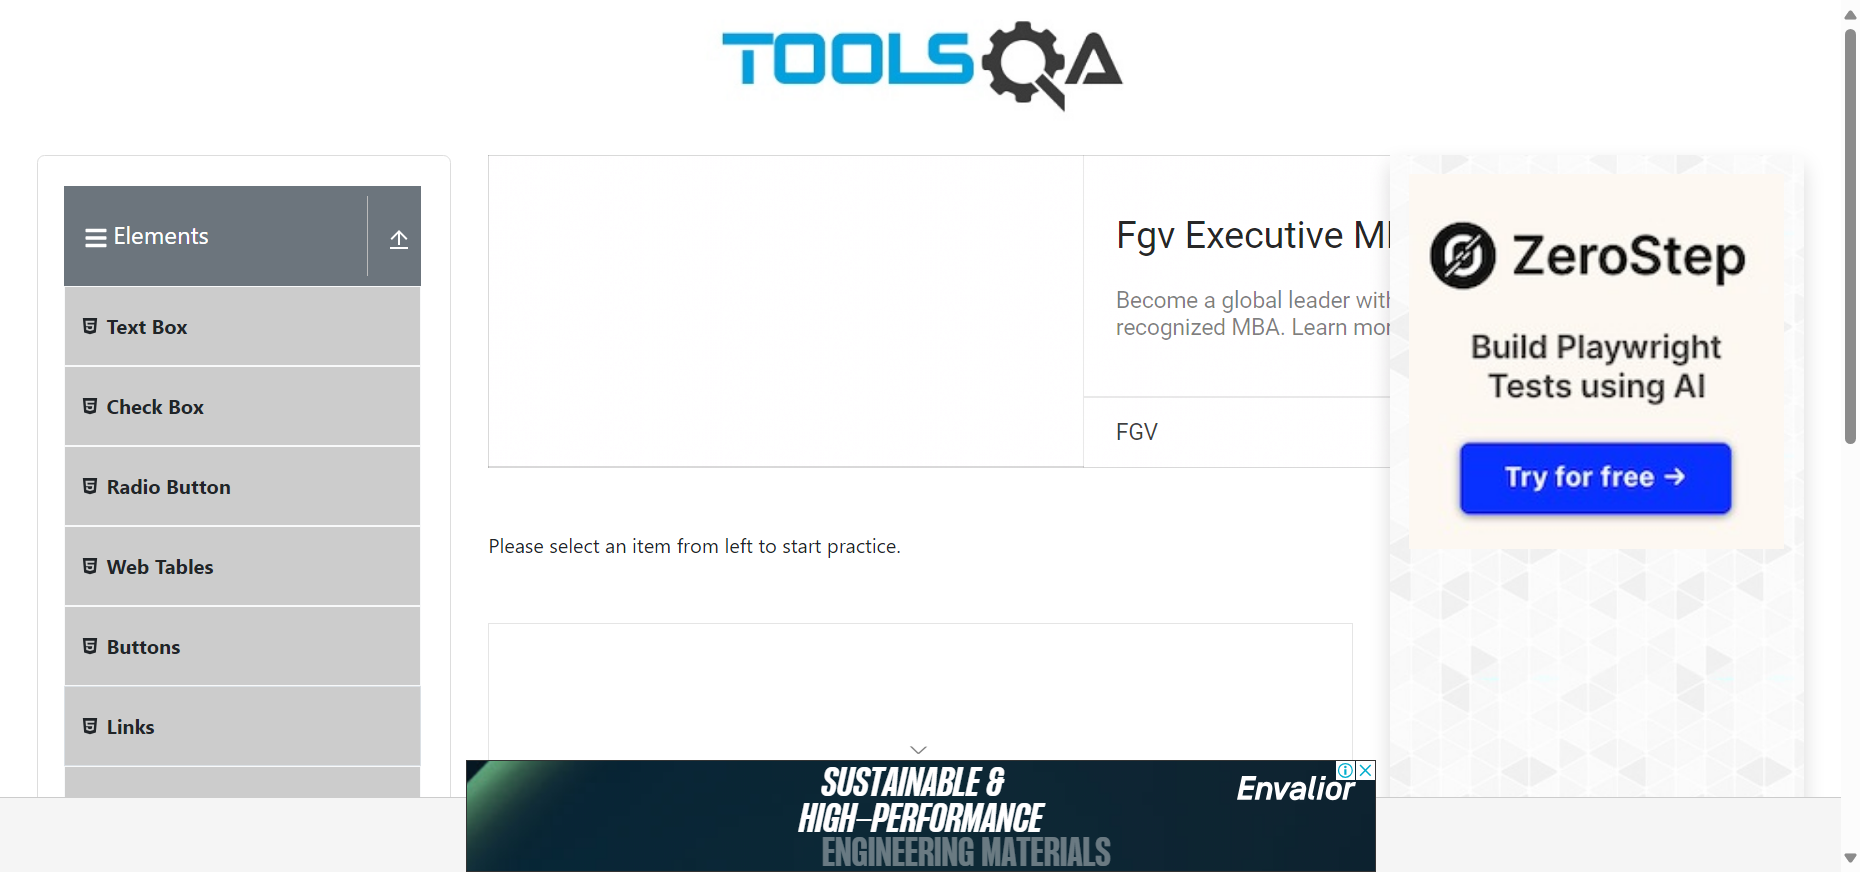 TOOLSQA
Elements
Text Box
Check Box
Radio Button
Web Tables
Buttons
Links
Fgv Executive M
Become a global leader with
recognized MBA. Learn mor
FGV
Please select an item from left to start practice.
ZeroStep
Build Playwright
Tests using AI
Try for free →
SUSTAINABLE &
HIGH–PERFORMANCE
ENGINEERING MATERIALS
Envalior